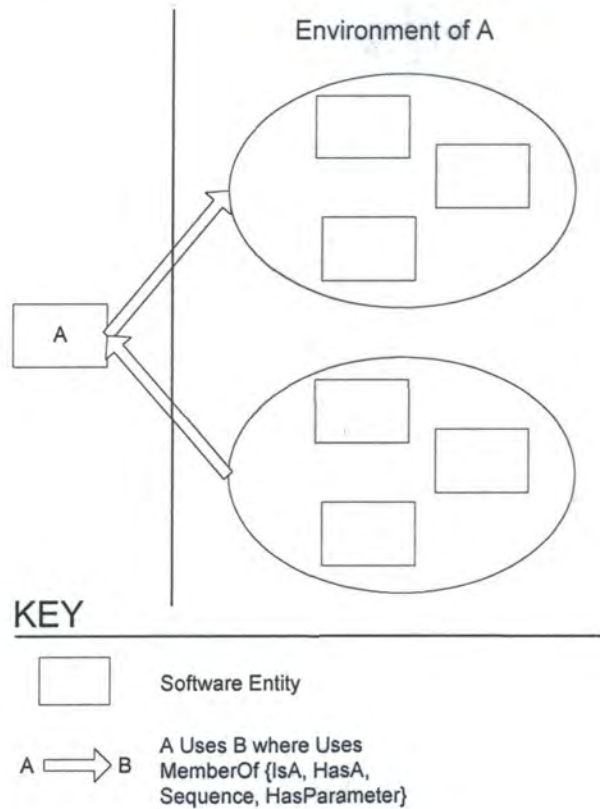 Environment of A
A
KEY
Software Entity
A
B
A Uses B where Uses
MemberOf {IsA, HasA,
Sequence, HasParameter}